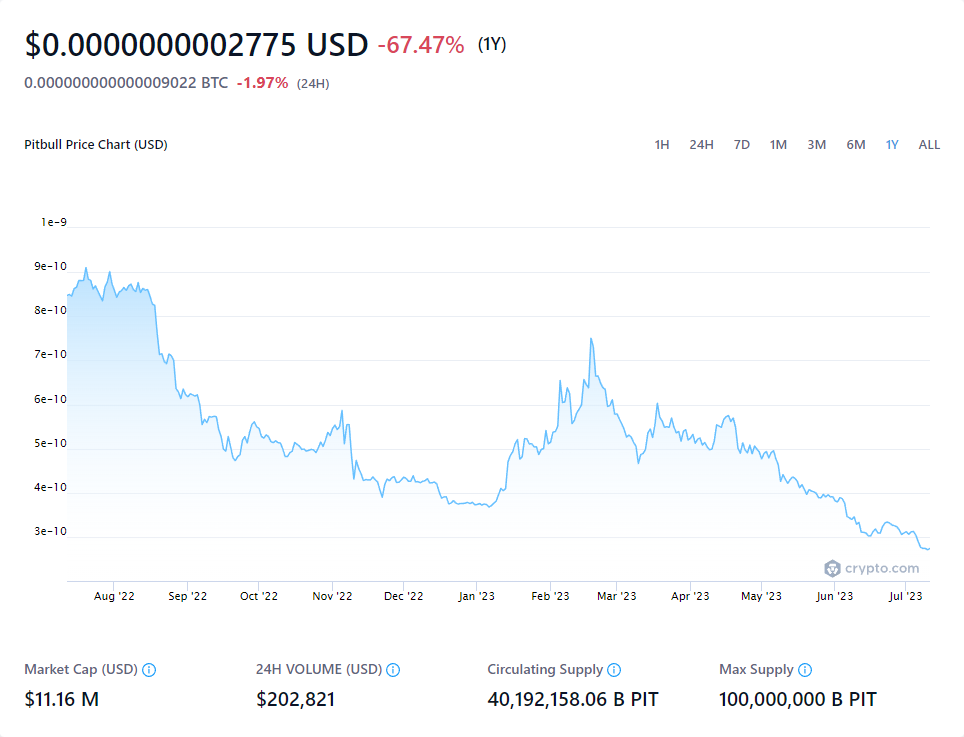 $0.0000000002775 USD -67.47% (1Y)
0.000000000000009022 BTC -1.97% (24H)
Pitbull Price Chart (USD) 1H 24H 7D 1M 3M 6M 1Y ALL
1e-9
9e-10
8e-10
7e-10
6e-10
5e-10
4e-10
3e-10
crypto.com
Aug '22 Sep '22 Oct '22 Nov '22 Dec '22 Jan '23 Feb '23 Mar '23 Apr '23 May '23 Jun '23 Jul '23
Market Cap (USD) 24H VOLUME (USD) Circulating Supply Max Supply
$11.16 M $202,821 40,192,158.06 B PIT 100,000,000 B PIT